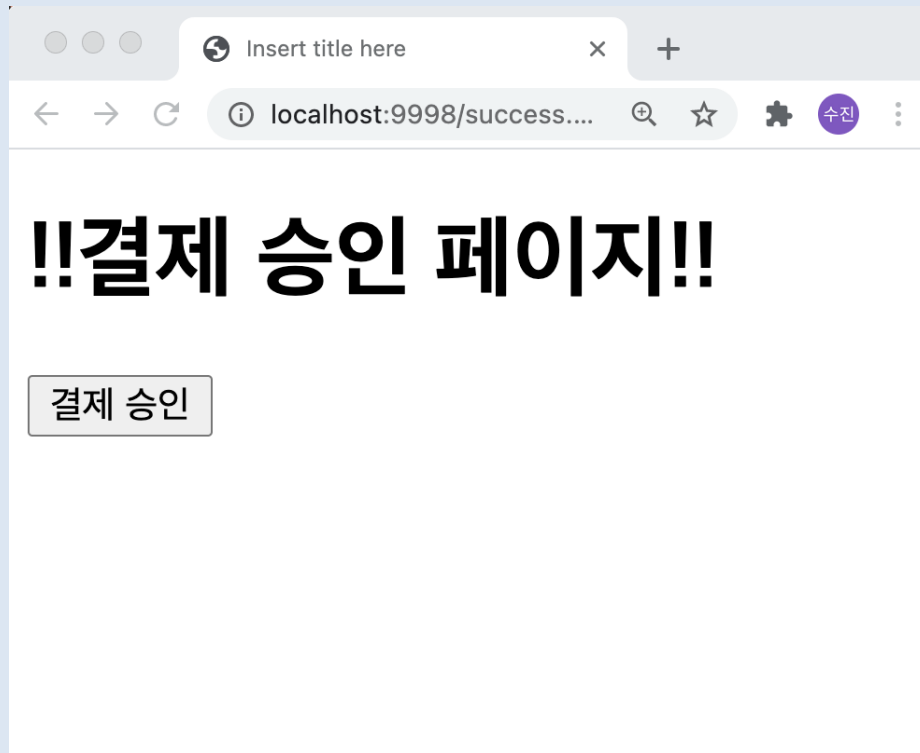 Insert title here
localhost:9998/success....
수진
!!결제 승인 페이지!!
결제 승인